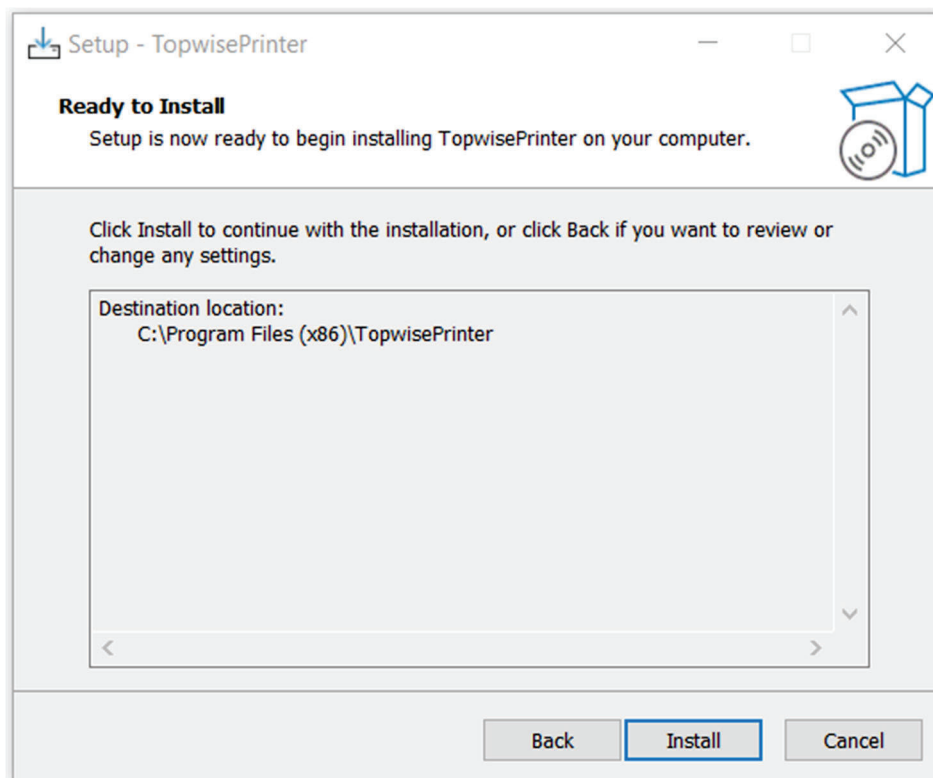 Setup - TopwisePrinter
Ready to Install
Setup is now ready to begin installing TopwisePrinter on your computer.
Click Install to continue with the installation, or click Back if you want to review or
change any settings.
Destination location:
C:\Program Files (x86)\TopwisePrinter
Back Install Cancel